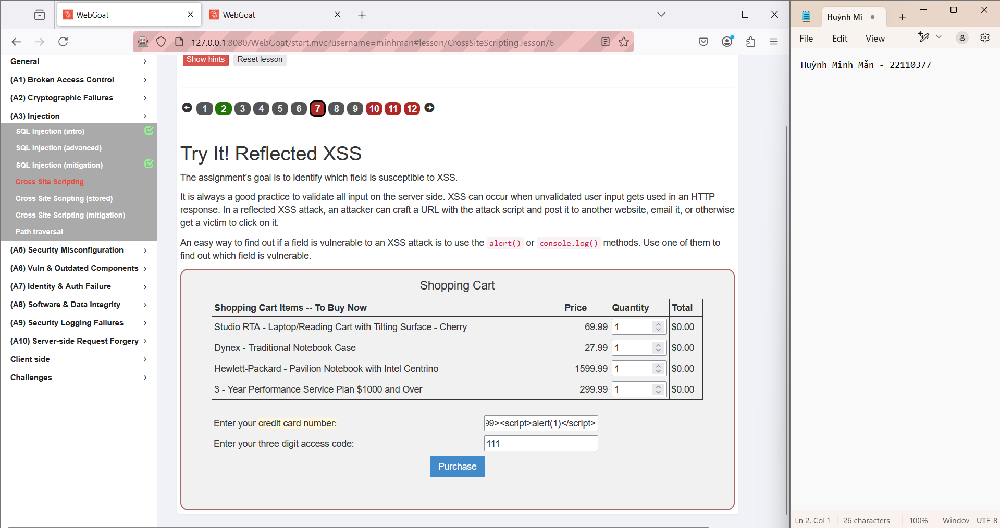 WebGoat
WebGoat
127.0.0.1:8080/WebGoat/start.mvc?username=minhman#lesson/CrossSiteScripting.lesson/6
General
(A1) Broken Access Control
(A2) Cryptographic Failures
(A3) Injection
SQL Injection (intro)
SQL Injection (advanced)
SQL Injection (mitigation)
Cross Site Scripting
Cross Site Scripting (stored)
Cross Site Scripting (mitigation)
Path traversal
(A5) Security Misconfiguration
(A6) Vuln & Outdated Components
(A7) Identity & Auth Failure
(A8) Software & Data Integrity
(A9) Security Logging Failures
(A10) Server-side Request Forgery
Client side
Challenges
Show hints Reset lesson
1 2 3 4 5 6 7 8 9 10 11 12
Try It! Reflected XSS
The assignment's goal is to identify which field is susceptible to XSS.
It is always a good practice to validate all input on the server side. XSS can occur when unvalidated user input gets used in an HTTP
response. In a reflected XSS attack, an attacker can craft a URL with the attack script and post it to another website, email it, or otherwise
get a victim to click on it.
An easy way to find out if a field is vulnerable to an XSS attack is to use the alert() or console.log() methods. Use one of them to
find out which field is vulnerable.
Shopping Cart
Shopping Cart Items -- To Buy Now Price Quantity Total
Studio RTA - Laptop/Reading Cart with Tilting Surface - Cherry 69.99 1 $0.00
Dynex - Traditional Notebook Case 27.99 1 $0.00
Hewlett-Packard - Pavilion Notebook with Intel Centrino 1599.99 1 $0.00
3 - Year Performance Service Plan $1000 and Over 299.99 1 $0.00
Enter your credit card number: 99><script>alert(1)</script>
Enter your three digit access code: 111
Purchase
Huỳnh Mi
File Edit View
Huỳnh Minh Mẫn - 22110377
Ln 2, Col 1 26 characters 100% Window UTF-8